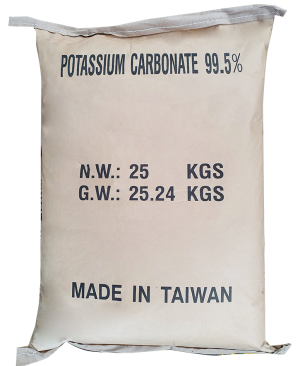 POTASSIUM CARBONATE 99.5%
N.W.: 25 KGS
G.W.: 25.24 KGS
MADE IN TAIWAN